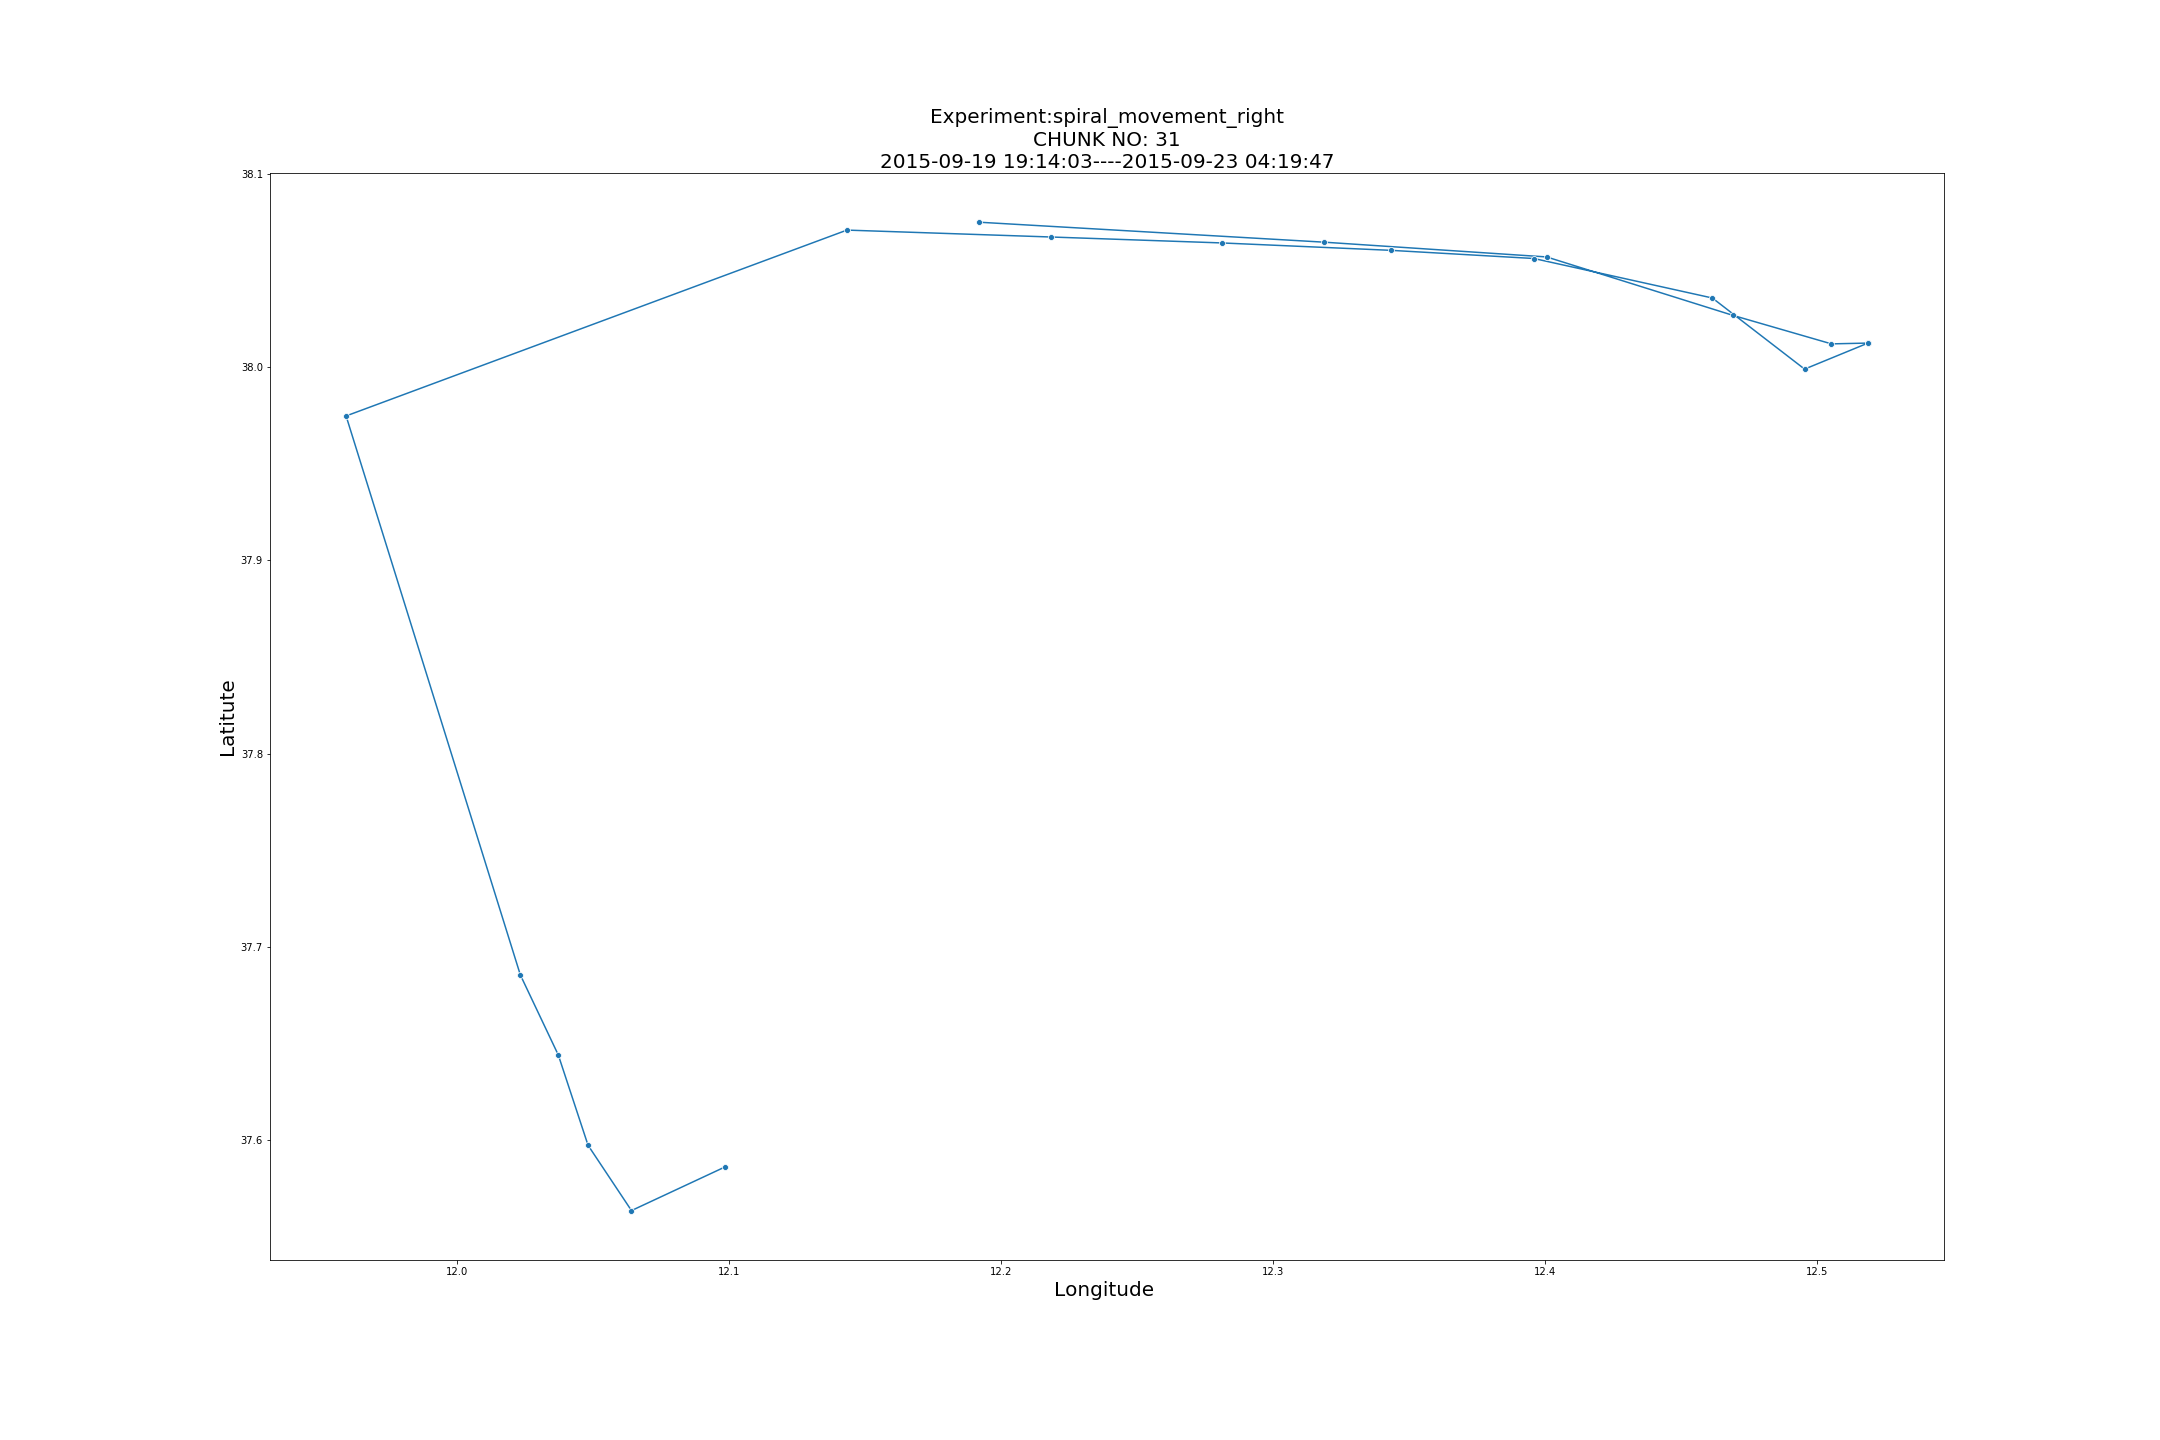 Experiment:spiral_movement_right
CHUNK NO: 31
2015-09-19 19:14:03----2015-09-23 04:19:47
38.1
38.0
37.9
37.8
37.7
37.6
Latitute
12.0 12.1 12.2 12.3 12.4 12.5
Longitude